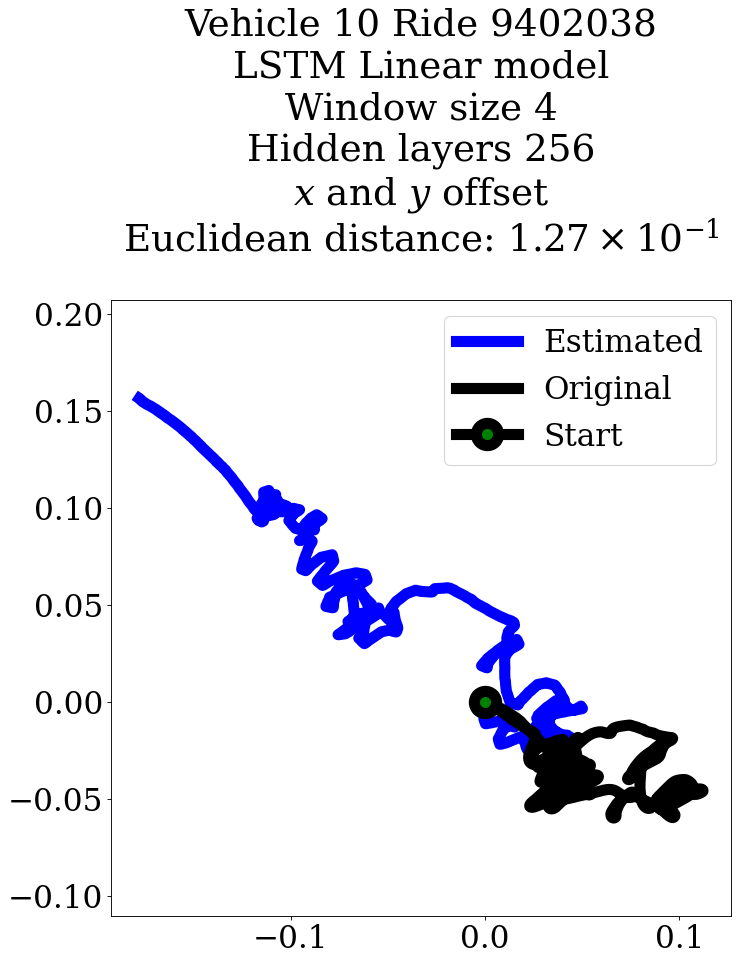 Vehicle 10 Ride 9402038
LSTM Linear model
Window size 4
Hidden layers 256
x and y offset
Euclidean distance: 1.27 × 10⁻¹
Estimated
Original
Start
0.20
0.15
0.10
0.05
0.00
−0.05
−0.10
−0.1
0.0
0.1